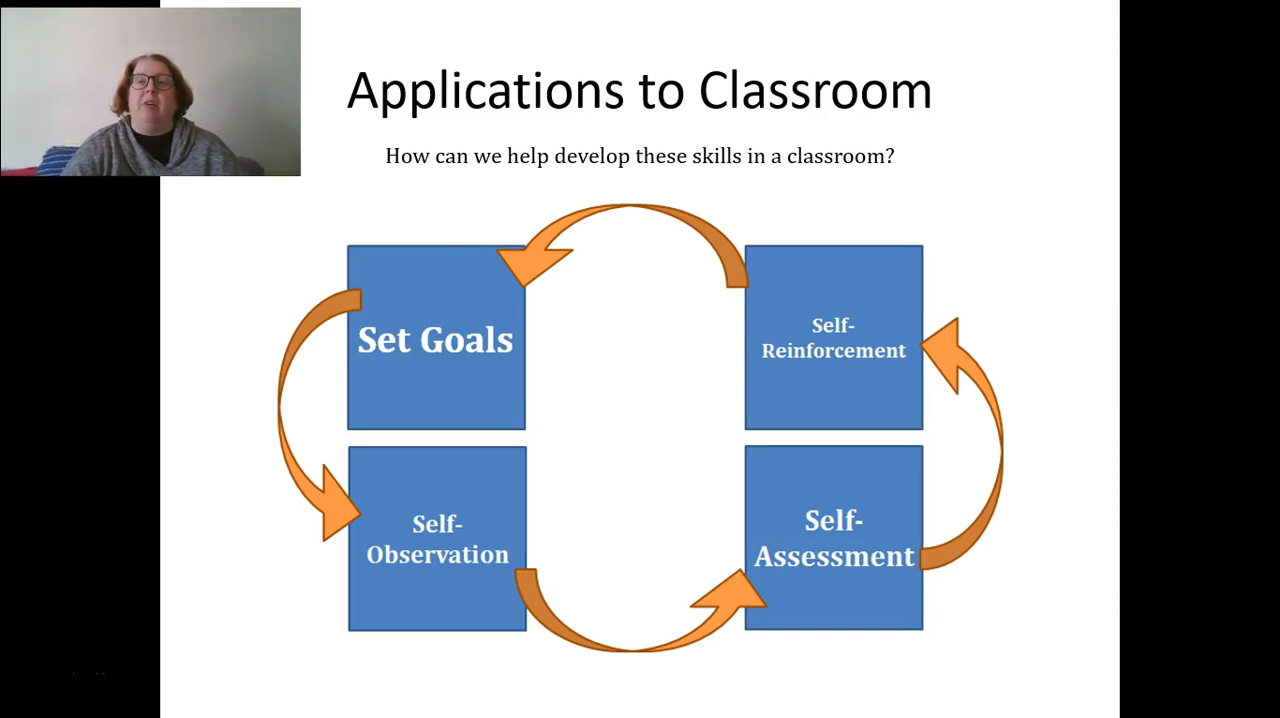 Applications to Classroom
How can we help develop these skills in a classroom?
Set Goals
Self-
Reinforcement
Self-
Observation
Self-
Assessment